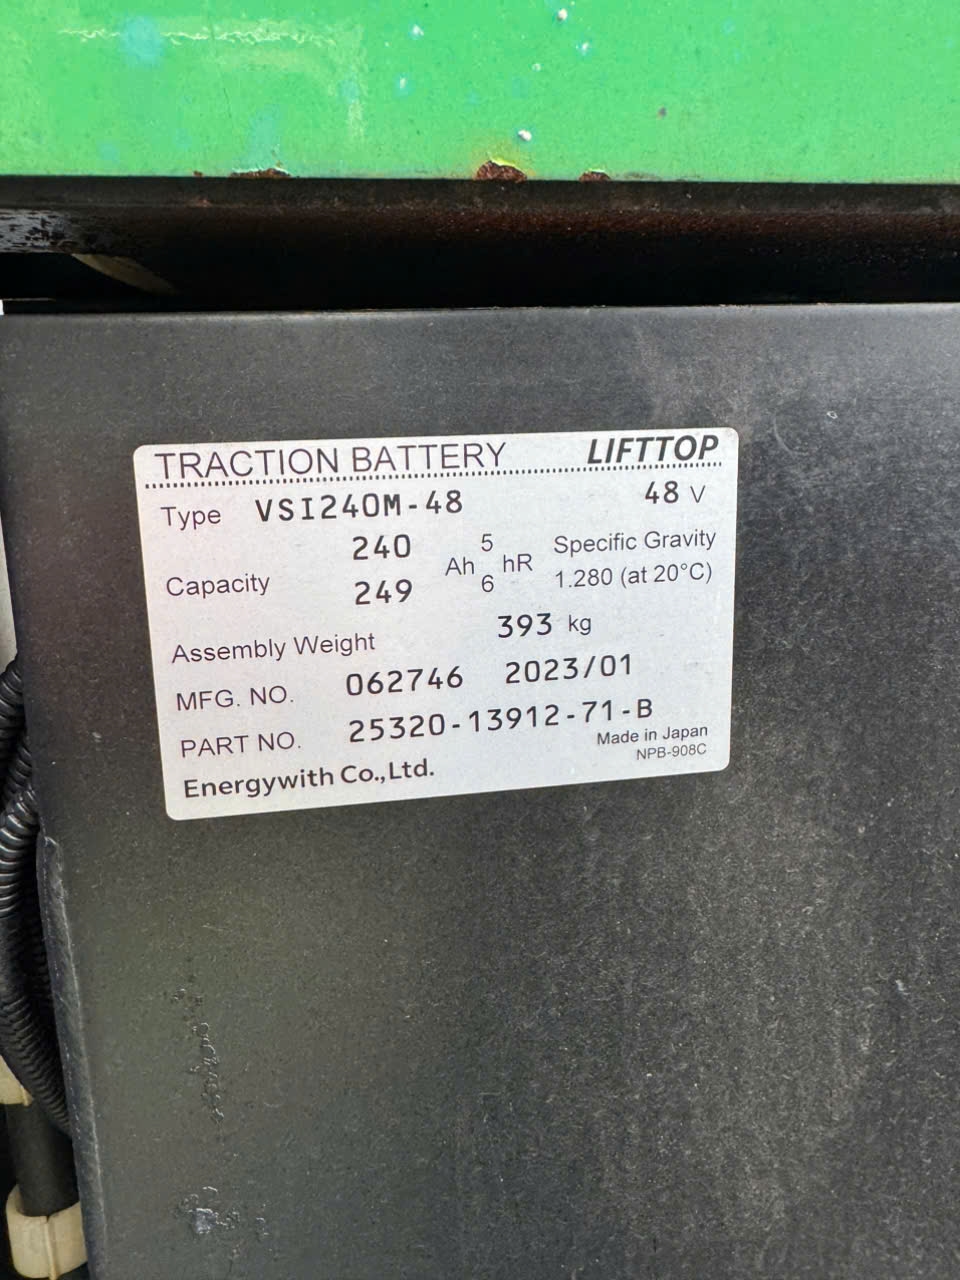 TRACTION BATTERY LIFTTOP
Type VSI240M-48 48 V
Capacity 240 Ah 5 hR Specific Gravity
249 6 1.280 (at 20°C)
Assembly Weight 393 kg
MFG. NO. 062746 2023/01
PART NO. 25320-13912-71-B
Made in Japan
Energywith Co.,Ltd. NPB-908C